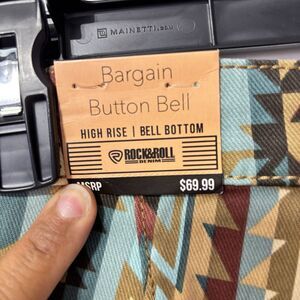 MAINETTI
Bargain
Button Bell
HIGH RISE | BELL BOTTOM
ROCK&ROLL
DENIM
MSRP $69.99